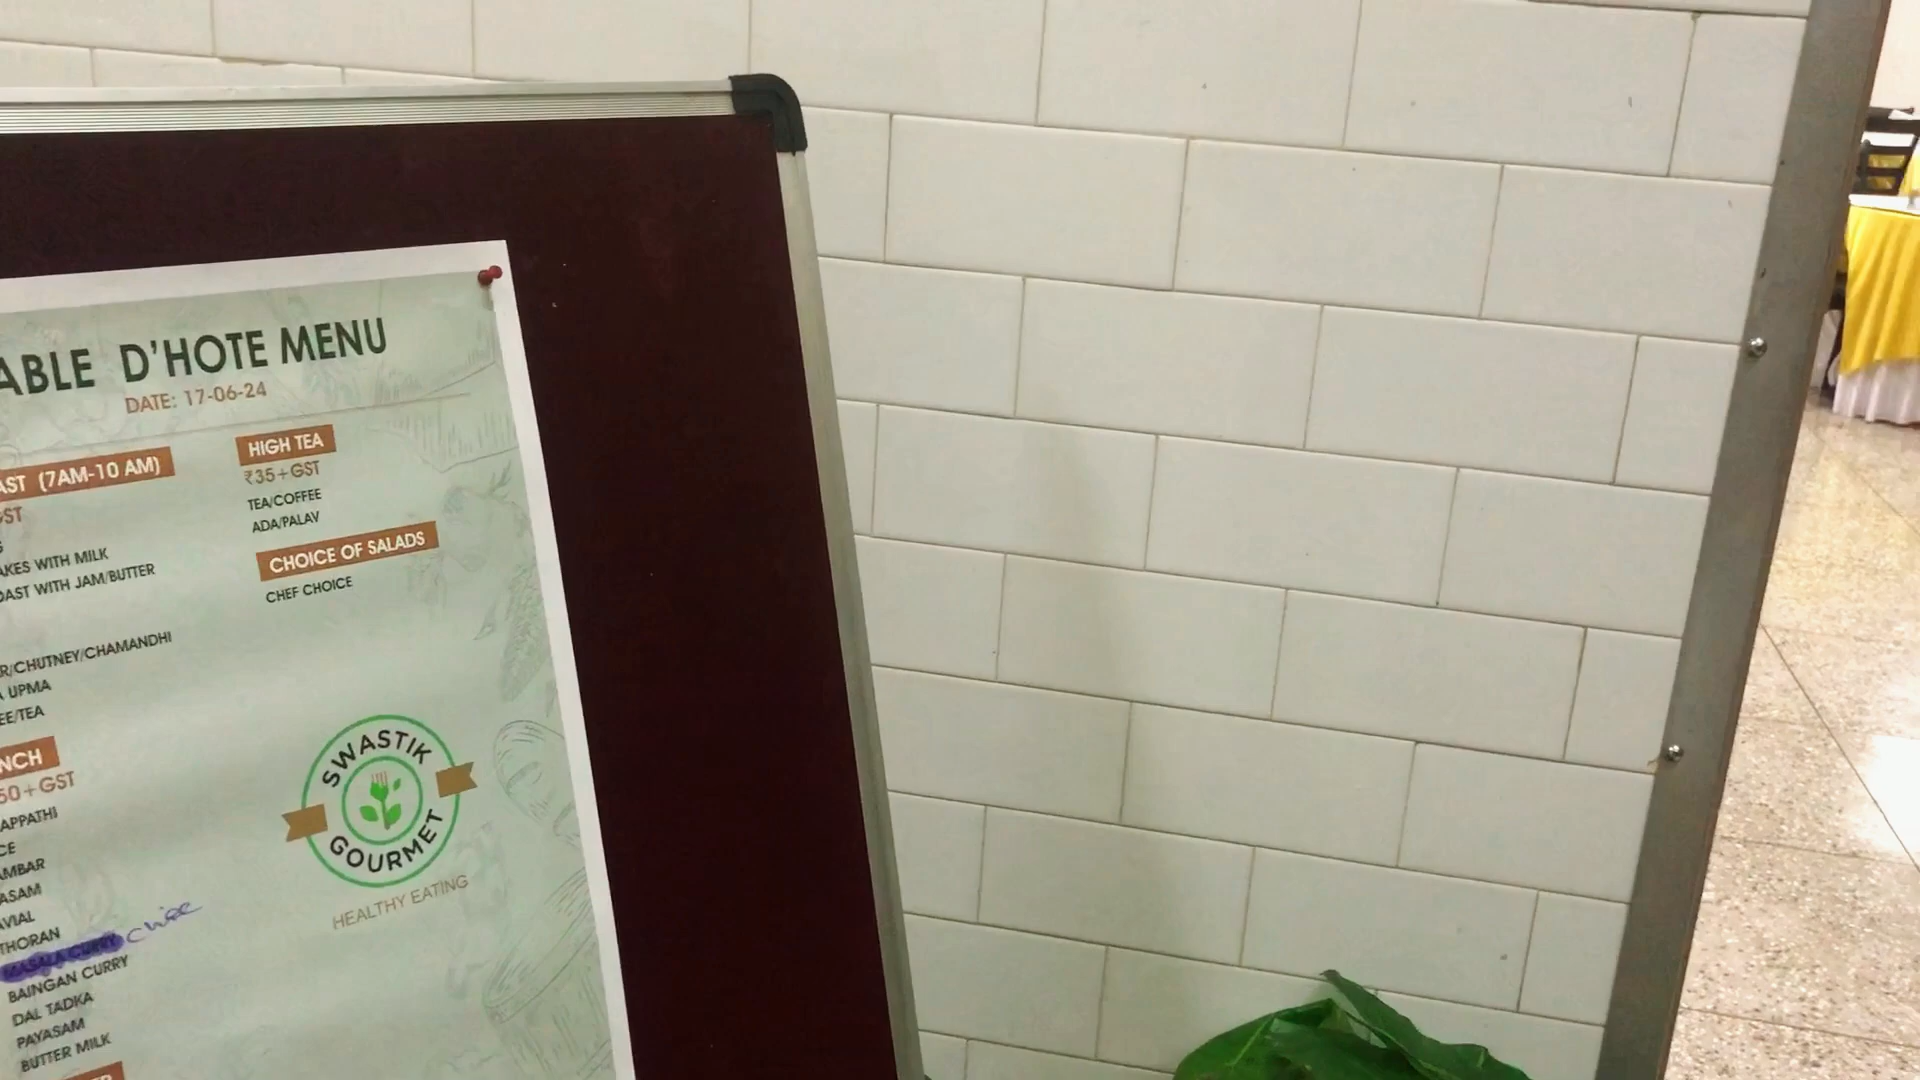 ABLE D'HOTE MENU
DATE: 17-06-24
AST (7AM-10 AM)
GST
AKES WITH MILK
OAST WITH JAM/BUTTER
R/CHUTNEY/CHAMANDHI
A UPMA
EE/TEA
NCH
50+GST
APPATHI
CE
AMBAR
ASAM
AVIAL
THORAN
MASALA CURRY
BAINGAN CURRY
DAL TADKA
PAYASAM
BUTTER MILK
HIGH TEA
₹35+GST
TEA/COFFEE
ADA/PALAV
CHOICE OF SALADS
CHEF CHOICE
SWASTIK
GOURMET
HEALTHY EATING